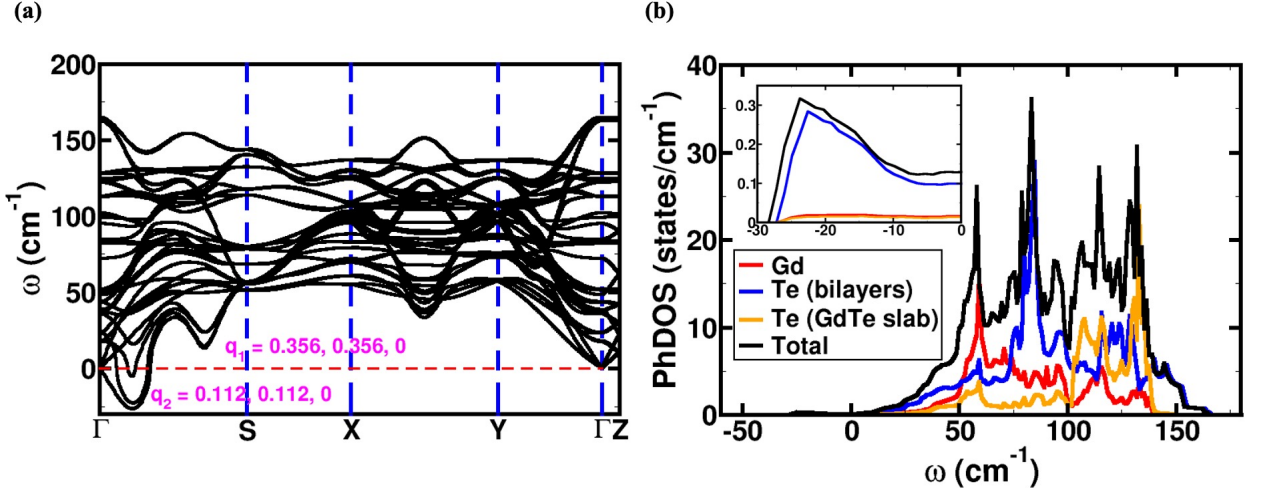 (a)
(b)
200
150
100
50
0
ω (cm⁻¹)
q₁ = 0.356, 0.356, 0
q₂ = 0.112, 0.112, 0
Γ S X Y Γ Z
40
30
20
10
0
PhDOS (states/cm⁻¹)
0.3
0.2
0.1
0
-30 -20 -10 0
Gd
Te (bilayers)
Te (GdTe slab)
Total
-50 0 50 100 150
ω (cm⁻¹)